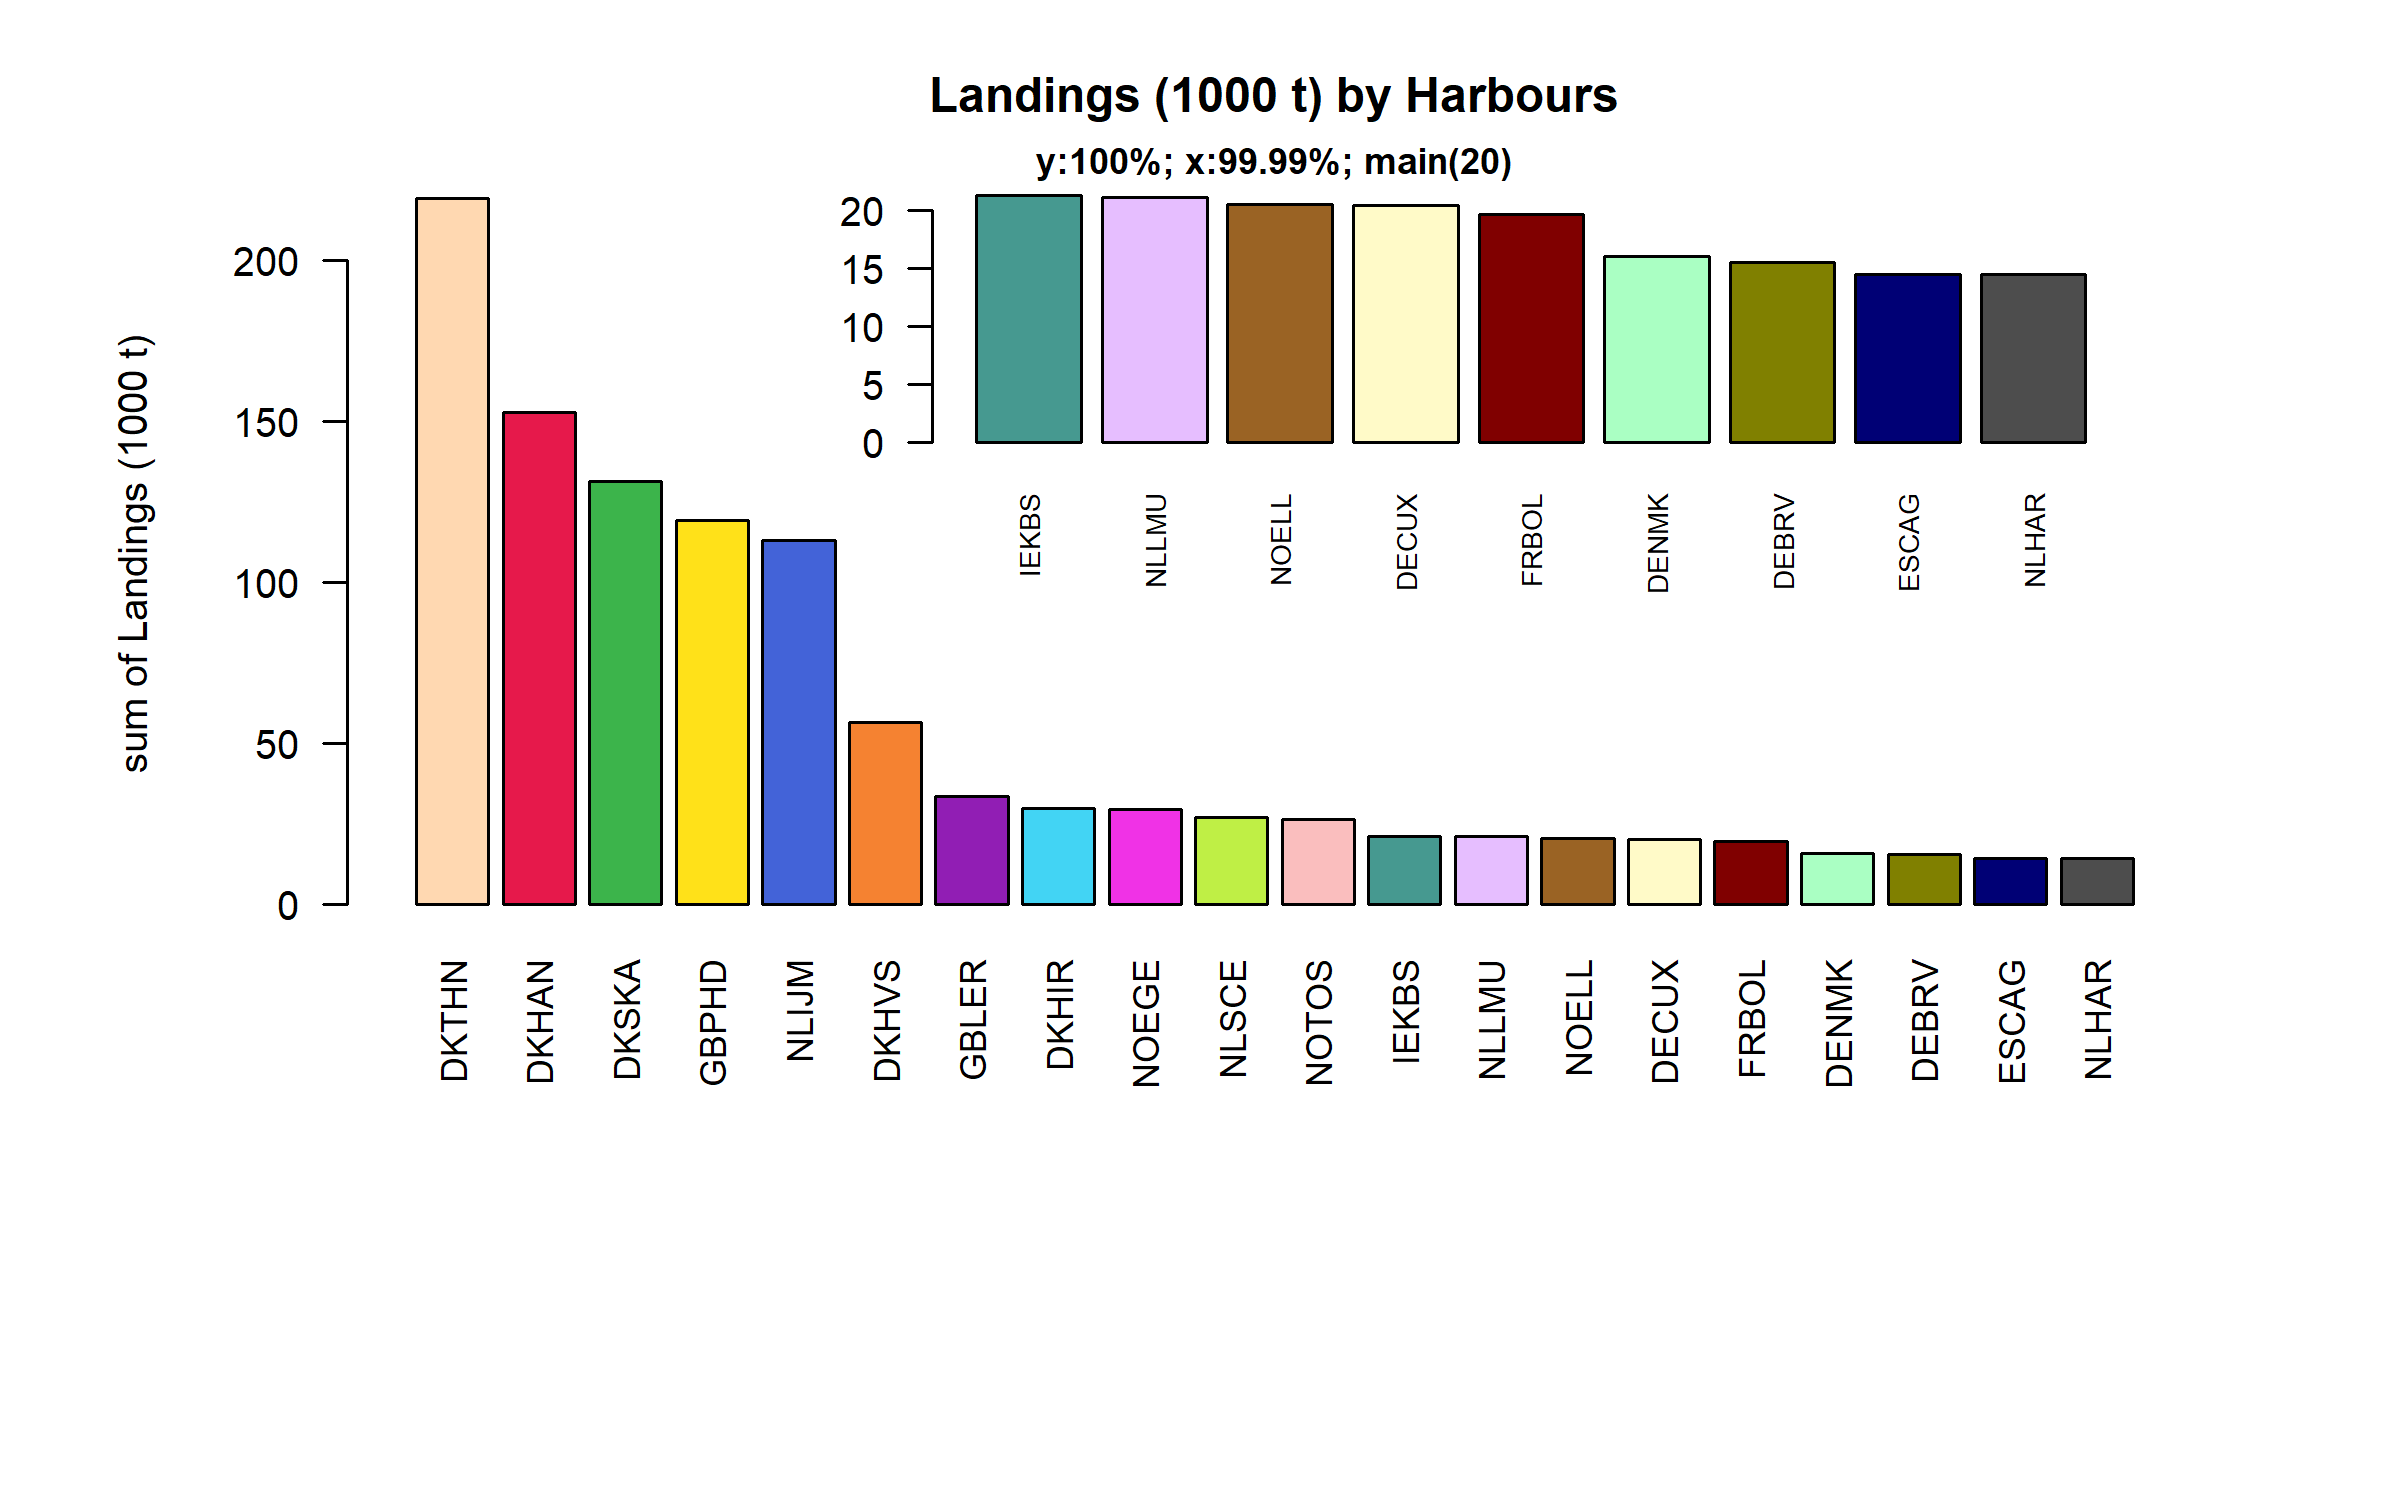 Landings (1000 t) by Harbours
y:100%; x:99.99%; main(20)
sum of Landings (1000 t)
200
150
100
50
0
20
15
10
5
0
IEKBS
NLLMU
NOELL
DECUX
FRBOL
DENMK
DEBRV
ESCAG
NLHAR
DKTHN
DKHAN
DKSKA
GBPHD
NLIJM
DKHVS
GBLER
DKHIR
NOEGE
NLSCE
NOTOS
IEKBS
NLLMU
NOELL
DECUX
FRBOL
DENMK
DEBRV
ESCAG
NLHAR